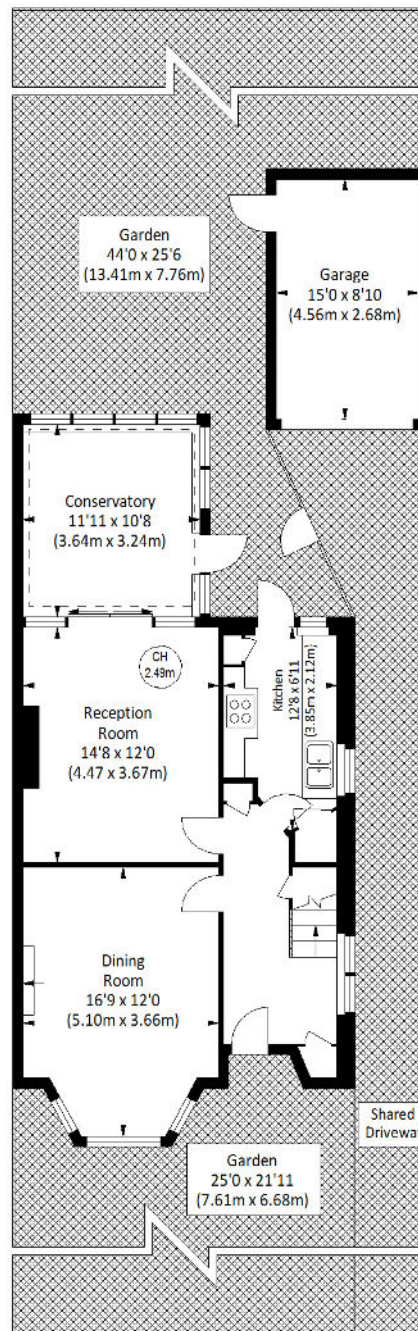 Garden
44'0 x 25'6
(13.41m x 7.76m)
Garage
15'0 x 8'10
(4.56m x 2.68m)
Conservatory
11'11 x 10'8
(3.64m x 3.24m)
CH
2.49m
Reception
Room
14'8 x 12'0
(4.47 x 3.67m)
Kitchen
12'8 x 6'11
(3.85m x 2.12m)
Dining
Room
16'9 x 12'0
(5.10m x 3.66m)
Shared
Driveway
Garden
25'0 x 21'11
(7.61m x 6.68m)